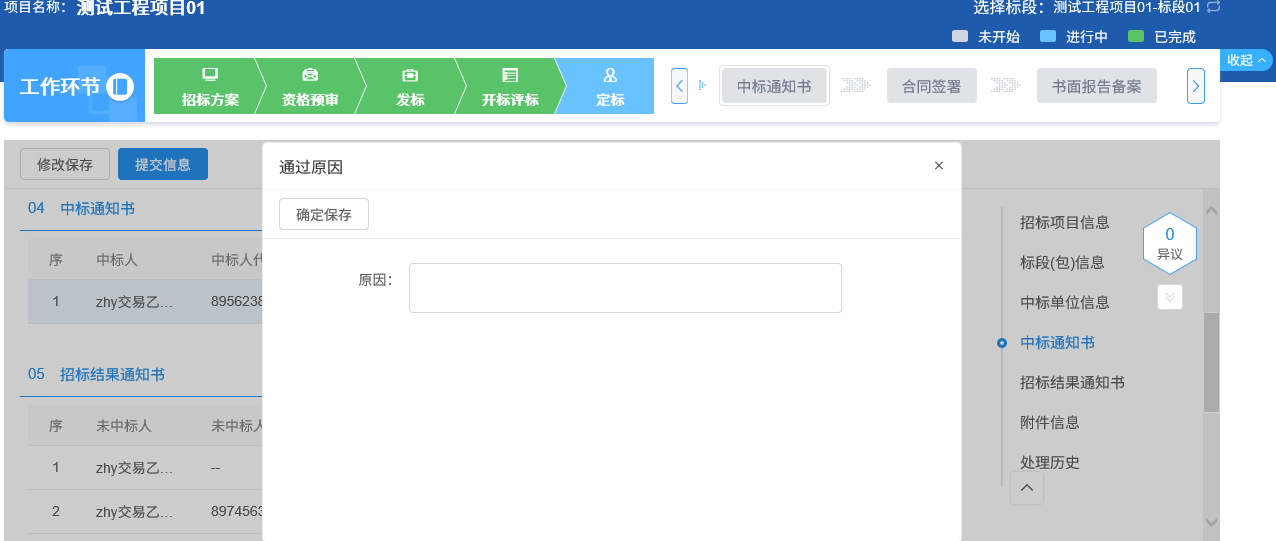 项目名称： 测试工程项目01
选择标段： 测试工程项目01-标段01
未开始 进行中 已完成
工作环节
招标方案 资格预审 发标 开标评标 定标
中标通知书 合同签署 书面报告备案
收起
修改保存 提交信息
通过原因 ×
确定保存
原因：
04 中标通知书
序 中标人 中标人代
1 zhy交易乙... 8956238
05 招标结果通知书
序 未中标人 未中标人
1 zhy交易乙... --
2 zhy交易乙... 8974563
招标项目信息
标段(包)信息
中标单位信息
中标通知书
招标结果通知书
附件信息
处理历史
0
异议